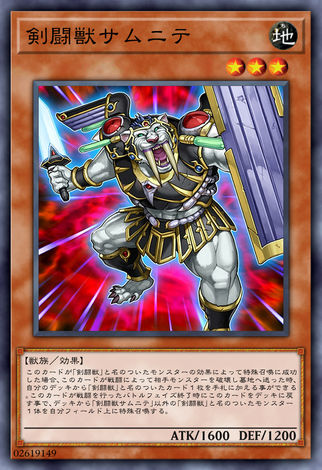 剣闘獣サムニテ
地
ち
【獣族/効果】
このカードが「剣闘獣」と名のついたモンスターの効果によって特殊召喚に成功
した場合、このカードが戦闘によって相手モンスターを破壊し墓地へ送った時、
自分のデッキから「剣闘獣」と名のついたカード1枚を手札に加える事ができる
。このカードが戦闘を行ったバトルフェイズ終了時にこのカードをデッキに戻
す事で、デッキから「剣闘獣サムニテ」以外の「剣闘獣」と名のついたモンスター
1体を自分フィールド上に特殊召喚する。
ATK/1600 DEF/1200
02619149